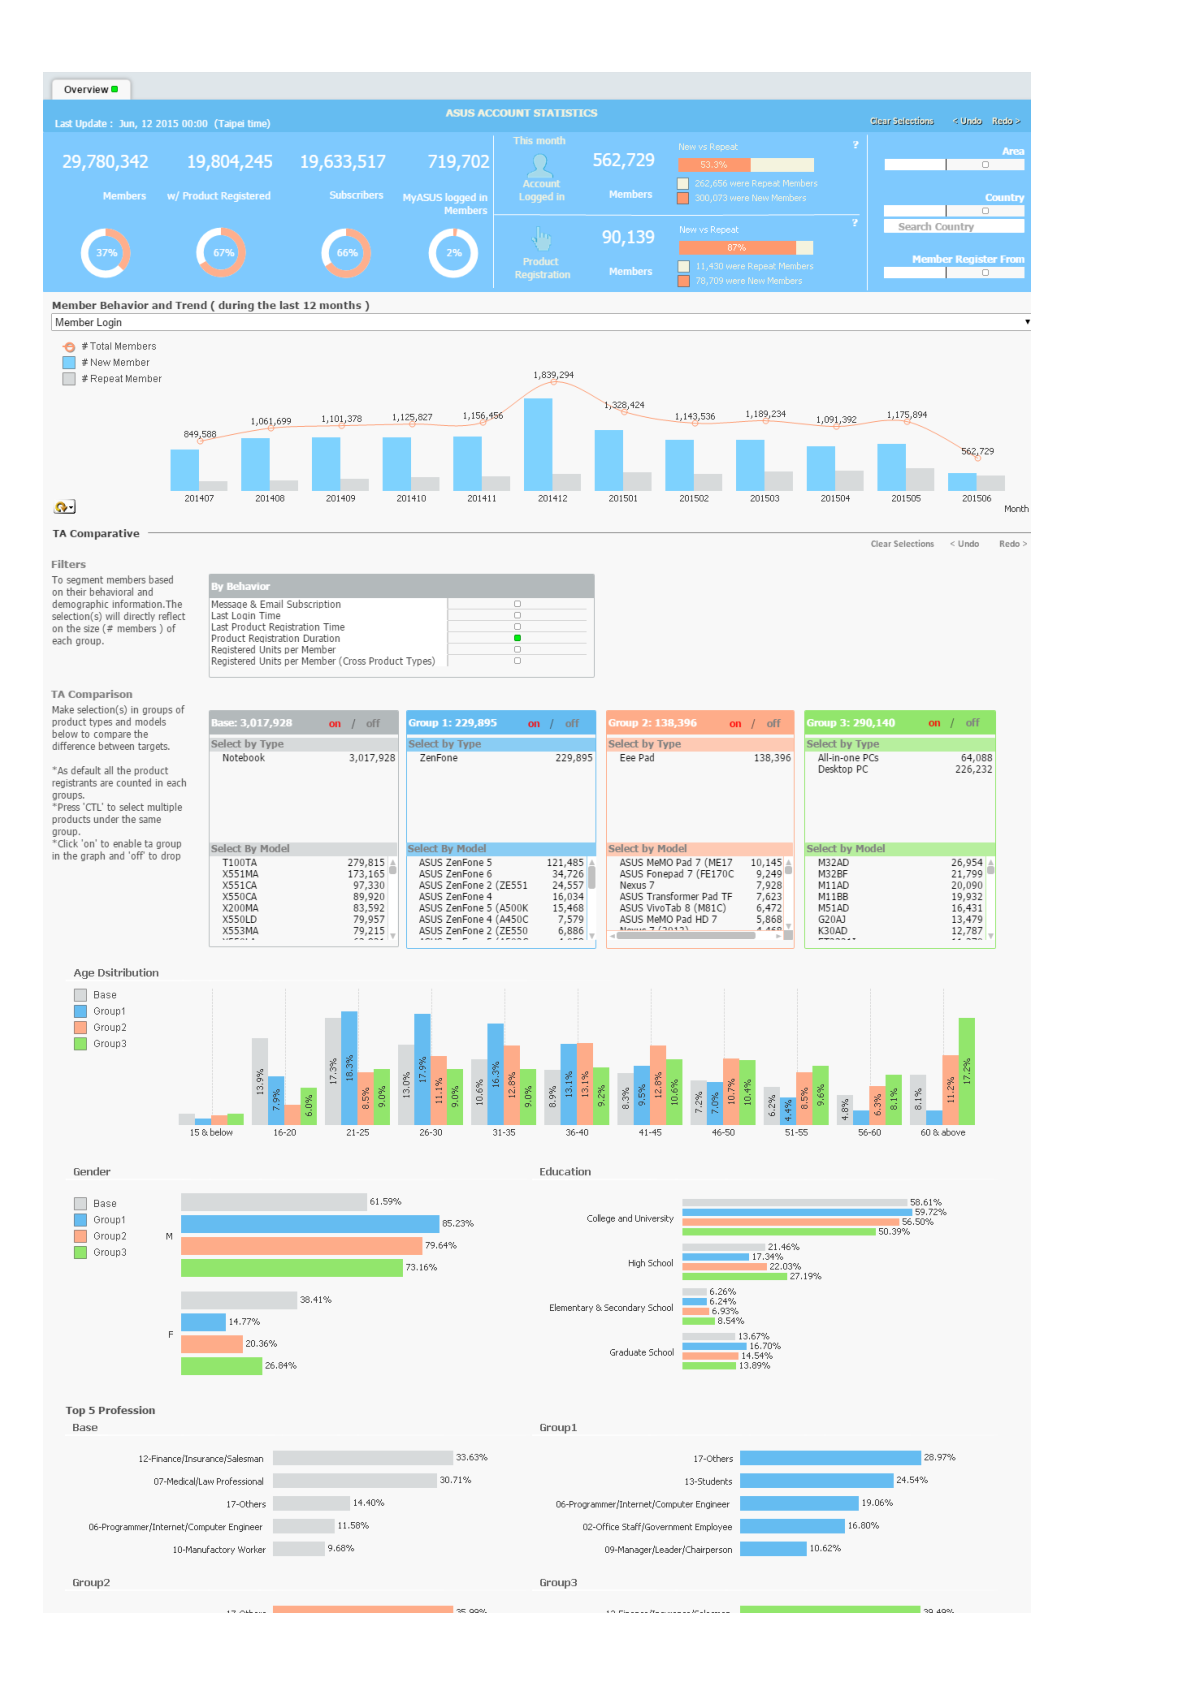 Overview
ASUS ACCOUNT STATISTICS
Last Update : Jun, 12 2015 00:00 (Taipei time)
Clear Selections < Undo Redo >
29,780,342 19,804,245 19,633,517 719,702
Members w/ Product Registered Subscribers MyASUS logged in Members
37% 67% 66% 2%
This month
Account Logged in
562,729
Members
New vs Repeat ?
53.3%
262,656 were Repeat Members
300,073 were New Members
Product Registration
90,139
Members
New vs Repeat ?
87%
11,430 were Repeat Members
78,709 were New Members
Area
Country
Search Country
Member Register From
Member Behavior and Trend ( during the last 12 months )
Member Login
# Total Members
# New Member
# Repeat Member
849,588 1,061,699 1,101,378 1,125,827 1,156,456 1,839,294 1,328,424 1,143,536 1,189,234 1,091,392 1,175,894 562,729
201407 201408 201409 201410 201411 201412 201501 201502 201503 201504 201505 201506
Month
TA Comparative
Clear Selections < Undo Redo >
Filters
To segment members based
on their behavioral and
demographic information.The
selection(s) will directly reflect
on the size (# members ) of
each group.
By Behavior
Message & Email Subscription
Last Login Time
Last Product Registration Time
Product Registration Duration
Registered Units per Member
Registered Units per Member (Cross Product Types)
TA Comparison
Make selection(s) in groups of
product types and models
below to compare the
difference between targets.
*As default all the product
registrants are counted in each
groups.
*Press 'CTL' to select multiple
products under the same
group.
*Click 'on' to enable ta group
in the graph and 'off' to drop
Base: 3,017,928 on / off
Select by Type
Notebook 3,017,928
Select By Model
T100TA 279,815
X551MA 173,165
X551CA 97,330
X550CA 89,920
X200MA 83,592
X550LD 79,957
X553MA 79,215
Group 1: 229,895 on / off
Select by Type
ZenFone 229,895
Select By Model
ASUS ZenFone 5 121,485
ASUS ZenFone 6 34,726
ASUS ZenFone 2 (ZE551 24,557
ASUS ZenFone 4 16,034
ASUS ZenFone 5 (A500K 15,468
ASUS ZenFone 4 (A450C 7,579
ASUS ZenFone 2 (ZE550 6,886
Group 2: 138,396 on / off
Select by Type
Eee Pad 138,396
Select by Model
ASUS MeMO Pad 7 (ME17 10,145
ASUS Fonepad 7 (FE170C 9,249
Nexus 7 7,928
ASUS Transformer Pad TF 7,623
ASUS VivoTab 8 (M81C) 6,472
ASUS MeMO Pad HD 7 5,868
Nexus 7 (2013) 4,468
Group 3: 290,140 on / off
Select by Type
All-in-one PCs 64,088
Desktop PC 226,232
Select by Model
M32AD 26,954
M32BF 21,799
M11AD 20,090
M11BB 19,932
M51AD 16,431
G20AJ 13,479
K30AD 12,787
Age Dsitribution
Base
Group1
Group2
Group3
13.9% 7.9% 6.0%
17.3% 18.3% 8.5% 9.0%
13.0% 17.9% 11.1% 9.0%
10.6% 16.3% 12.8% 9.0%
8.9% 13.1% 13.1% 9.2%
8.3% 9.5% 12.8% 10.6%
7.2% 7.0% 10.7% 10.4%
6.2% 4.4% 8.5% 9.6%
4.8% 6.3% 8.1%
8.1% 11.2% 17.2%
15 & below 16-20 21-25 26-30 31-35 36-40 41-45 46-50 51-55 56-60 60 & above
Gender
Base
Group1
Group2
Group3
M
61.59%
85.23%
79.64%
73.16%
F
38.41%
14.77%
20.36%
26.84%
Education
College and University
58.61%
59.72%
56.50%
50.39%
High School
21.46%
17.34%
22.03%
27.19%
Elementary & Secondary School
6.26%
6.24%
6.93%
8.54%
Graduate School
13.67%
16.70%
14.54%
13.89%
Top 5 Profession
Base
12-Finance/Insurance/Salesman 33.63%
07-Medical/Law Professional 30.71%
17-Others 14.40%
06-Programmer/Internet/Computer Engineer 11.58%
10-Manufactory Worker 9.68%
Group1
17-Others 28.97%
13-Students 24.54%
06-Programmer/Internet/Computer Engineer 19.06%
02-Office Staff/Government Employee 16.80%
09-Manager/Leader/Chairperson 10.62%
Group2
17-Others 35.99%
Group3
12-Finance/Insurance/Salesman 39.49%